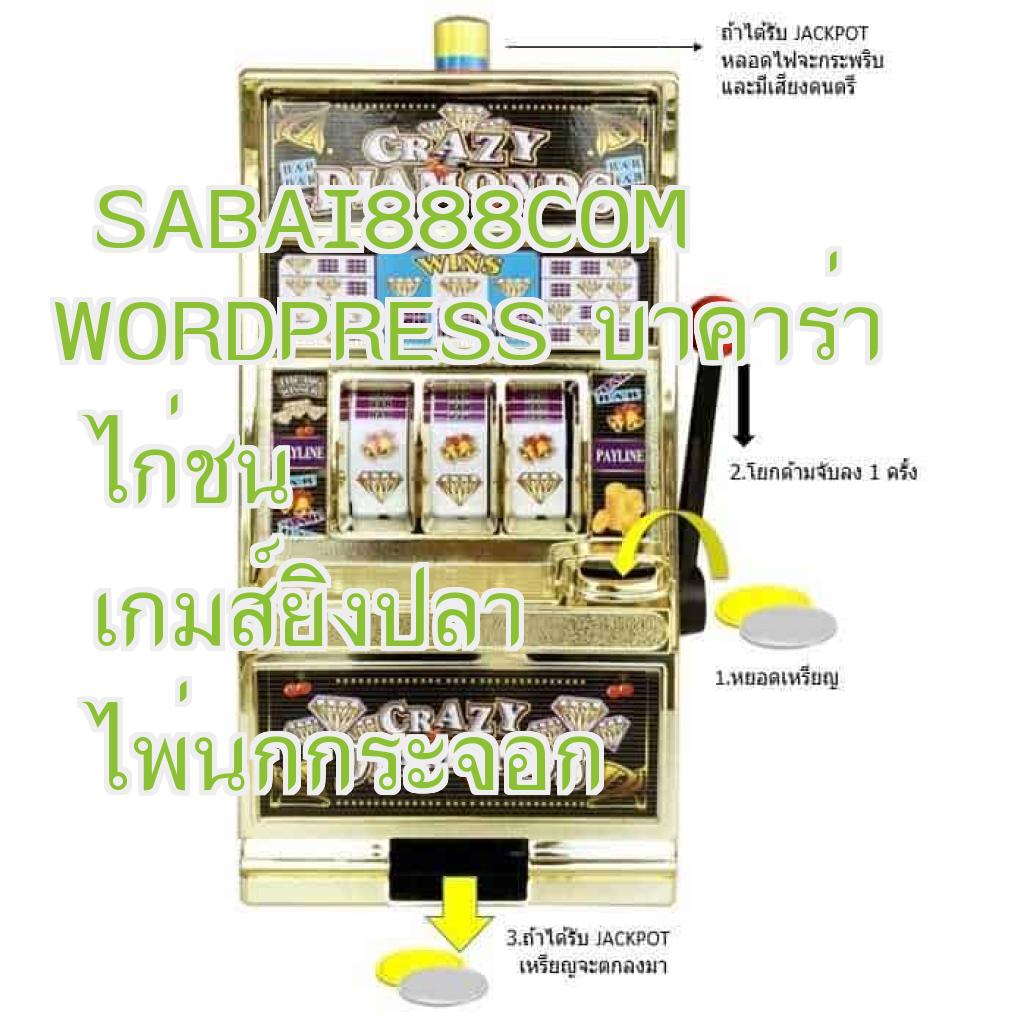 ถ้าได้รับ JACKPOT
หลอดไฟจะกระพริบ
และมีเสียงดนตรี
CRAZY
DIAMONDS
SABAI888COM
WINS
WORDPRESS บาคาร่า
ไก่ชน
PAYLINE
2.โยกด้ามจับลง 1 ครั้ง
เกมส์ยิงปลา
1.หยอดเหรียญ
CRAZY
ไพ่นกกระจอก
3.ถ้าได้รับ JACKPOT
เหรียญจะตกลงมา